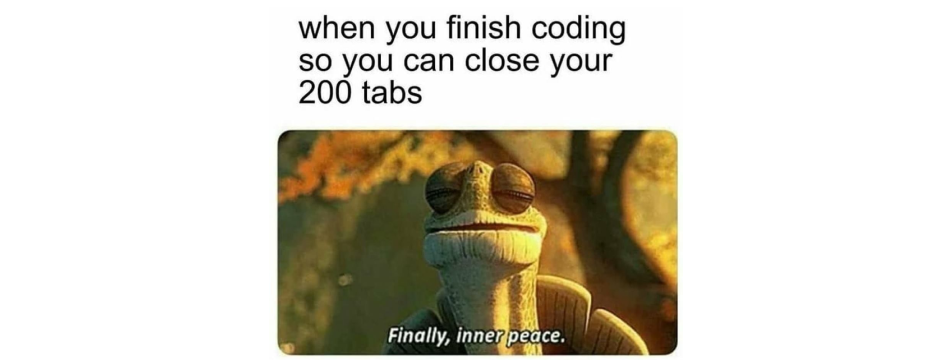 when you finish coding
so you can close your
200 tabs
Finally, inner peace.